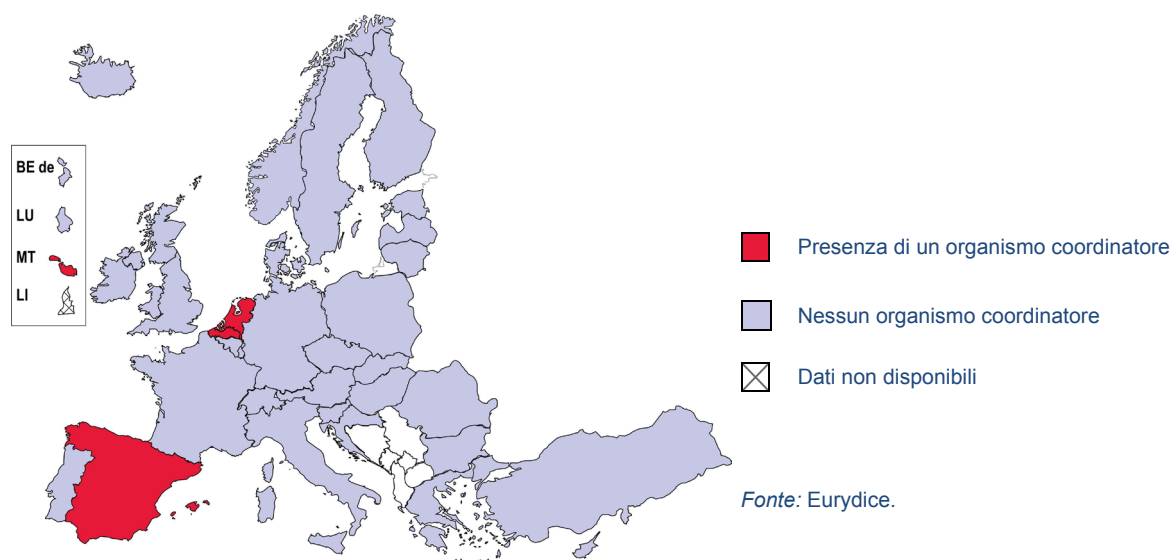 BE de
LU
MT
LI
Presenza di un organismo coordinatore
Nessun organismo coordinatore
Dati non disponibili
Fonte: Eurydice.